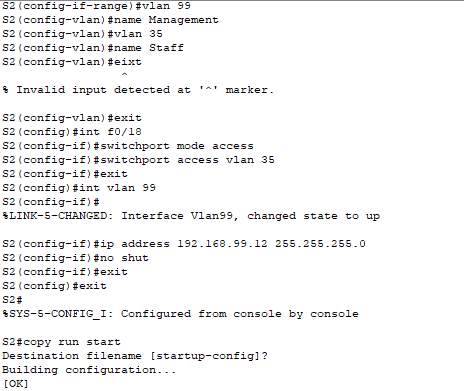 S2(config-if-range)#vlan 99
S2(config-vlan)#name Management
S2(config-vlan)#vlan 35
S2(config-vlan)#name Staff
S2(config-vlan)#eixt
^
% Invalid input detected at '^' marker.
S2(config-vlan)#exit
S2(config)#int f0/18
S2(config-if)#switchport mode access
S2(config-if)#switchport access vlan 35
S2(config-if)#exit
S2(config)#int vlan 99
S2(config-if)#
%LINK-5-CHANGED: Interface Vlan99, changed state to up
S2(config-if)#ip address 192.168.99.12 255.255.255.0
S2(config-if)#no shut
S2(config-if)#exit
S2(config)#exit
S2#
%SYS-5-CONFIG_I: Configured from console by console
S2#copy run start
Destination filename [startup-config]?
Building configuration...
[OK]